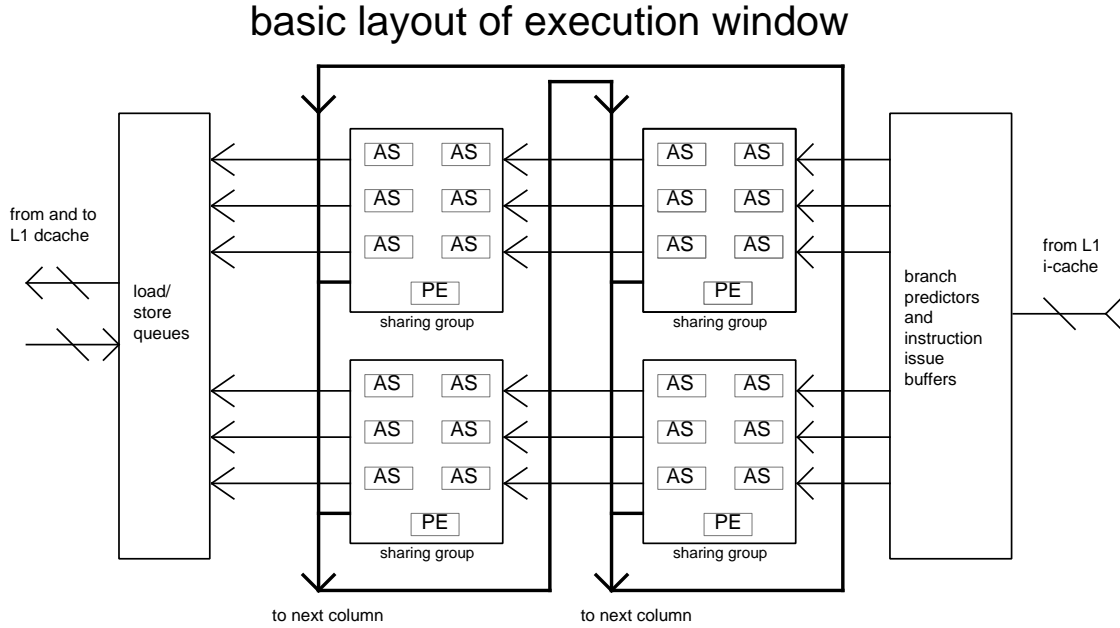 basic layout of execution window
AS AS AS AS
AS AS AS AS
AS AS AS AS
PE PE
sharing group sharing group
from and to
L1 dcache
load/
store
queues
branch
predictors
and
instruction
issue
buffers
from L1
i-cache
AS AS AS AS
AS AS AS AS
AS AS AS AS
PE PE
sharing group sharing group
to next column to next column